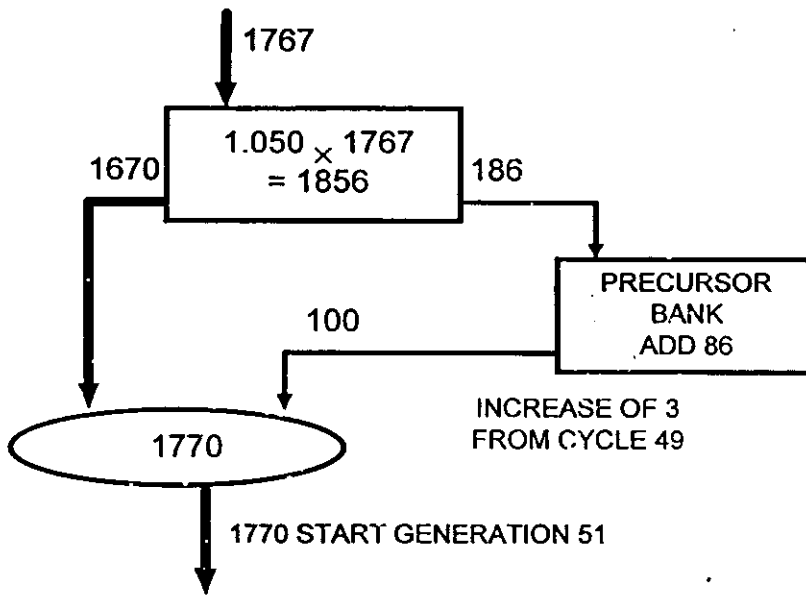 1767
1.050 × 1767
= 1856
1670
186
PRECURSOR
BANK
ADD 86
100
INCREASE OF 3
FROM CYCLE 49
1770
1770 START GENERATION 51